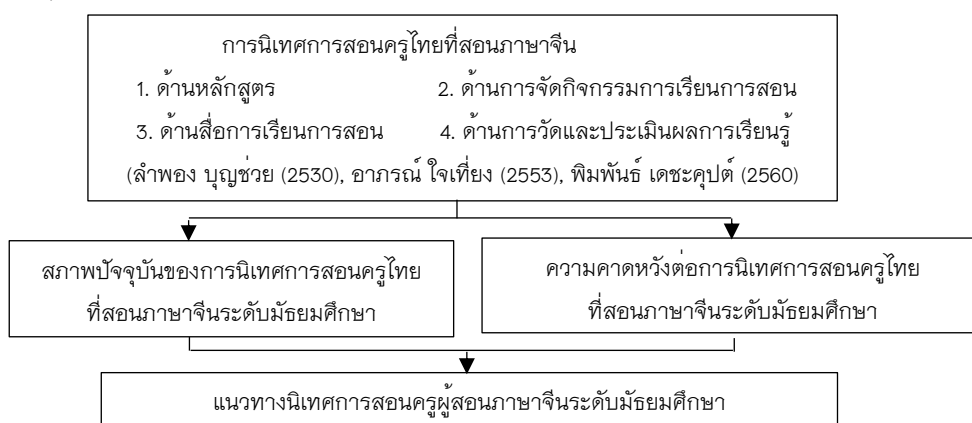 การนิเทศการสอนครูไทยที่สอนภาษาจีน
1. ด้านหลักสูตร 2. ด้านการจัดกิจกรรมการเรียนการสอน
3. ด้านสื่อการเรียนการสอน 4. ด้านการวัดและประเมินผลการเรียนรู้
(ลำพอง บุญช่วย (2530), อาภรณ์ ใจเที่ยง (2553), พิมพันธ์ เดชะคุปต์ (2560)
สภาพปัจจุบันของการนิเทศการสอนครูไทย
ที่สอนภาษาจีนระดับมัธยมศึกษา
ความคาดหวังต่อการนิเทศการสอนครูไทย
ที่สอนภาษาจีนระดับมัธยมศึกษา
แนวทางนิเทศการสอนครูผู้สอนภาษาจีนระดับมัธยมศึกษา